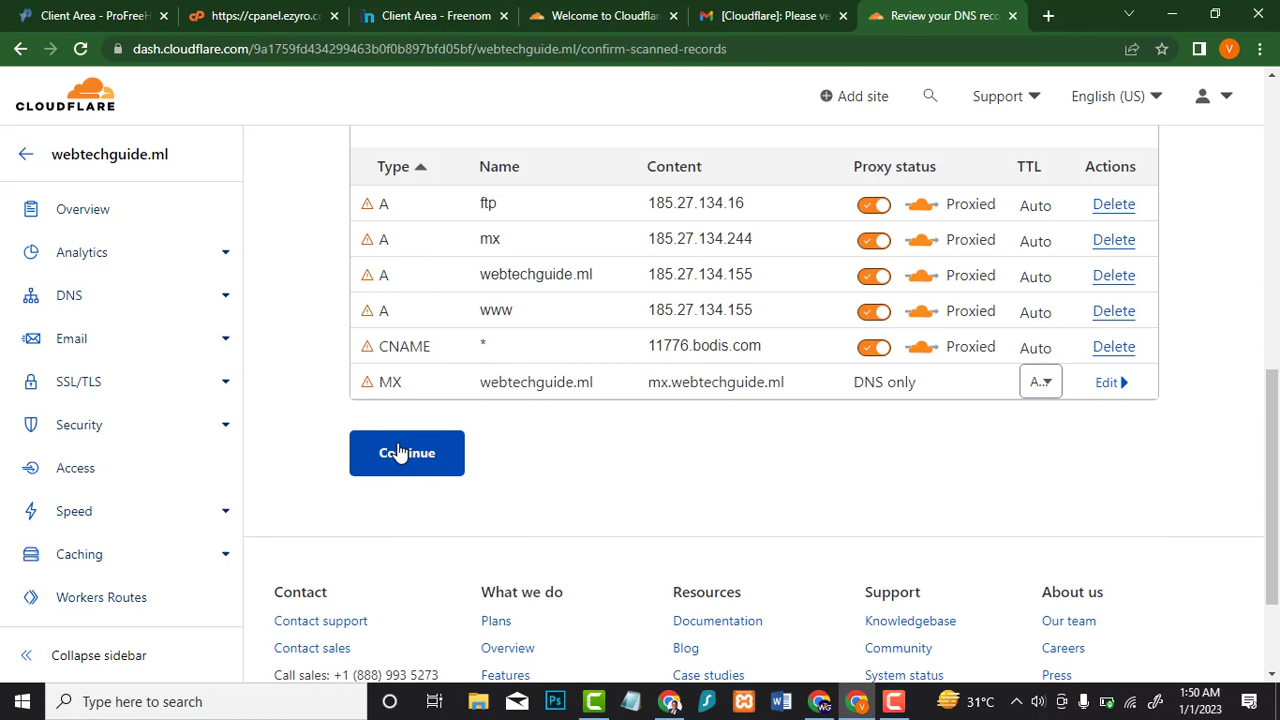 Client Area - ProFreeH
https://cpanel.ezyro.co
Client Area - Freenom
Welcome to Cloudflar
[Cloudflare]: Please ve
Review your DNS reco
dash.cloudflare.com/9a1759fd434299463b0f0b897bfd05bf/webtechguide.ml/confirm-scanned-records
V
CLOUDFLARE
Add site
Support
English (US)
webtechguide.ml
Overview
Analytics
DNS
Email
SSL/TLS
Security
Access
Speed
Caching
Workers Routes
Collapse sidebar
Type Name Content Proxy status TTL Actions
A ftp 185.27.134.16 Proxied Auto Delete
A mx 185.27.134.244 Proxied Auto Delete
A webtechguide.ml 185.27.134.155 Proxied Auto Delete
A www 185.27.134.155 Proxied Auto Delete
CNAME * 11776.bodis.com Proxied Auto Delete
MX webtechguide.ml mx.webtechguide.ml DNS only A.. Edit
Continue
Contact What we do Resources Support About us
Contact support Plans Documentation Knowledgebase Our team
Contact sales Overview Blog Community Careers
Call sales: +1 (888) 993 5273 Features Case studies System status Press
Type here to search
Ps
31°C
1:50 AM
1/1/2023